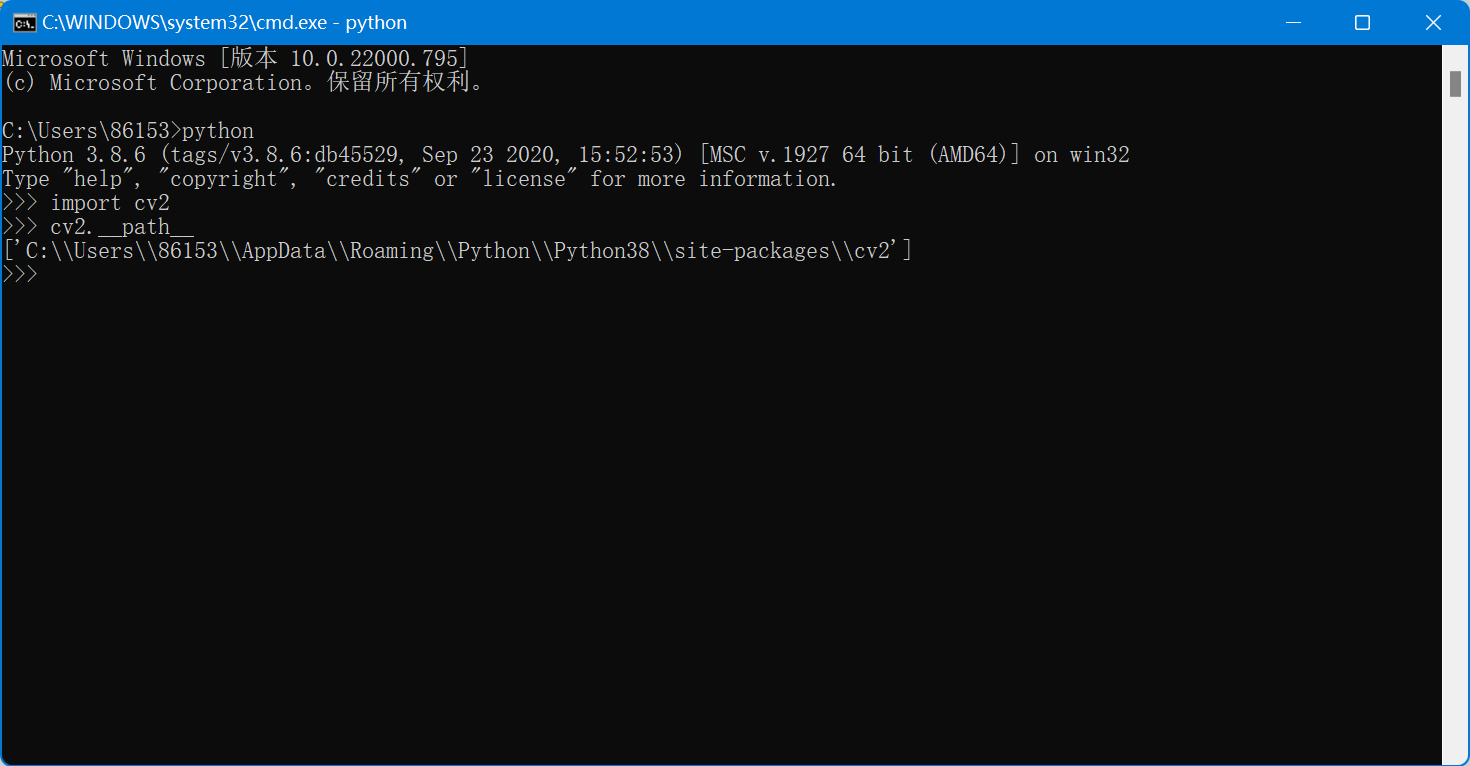 C:\WINDOWS\system32\cmd.exe - python
Microsoft Windows [版本 10.0.22000.795]
(c) Microsoft Corporation。保留所有权利。
C:\Users\86153>python
Python 3.8.6 (tags/v3.8.6:db45529, Sep 23 2020, 15:52:53) [MSC v.1927 64 bit (AMD64)] on win32
Type "help", "copyright", "credits" or "license" for more information.
>>> import cv2
>>> cv2.__path__
['C:\\Users\\86153\\AppData\\Roaming\\Python\\Python38\\site-packages\\cv2']
>>>